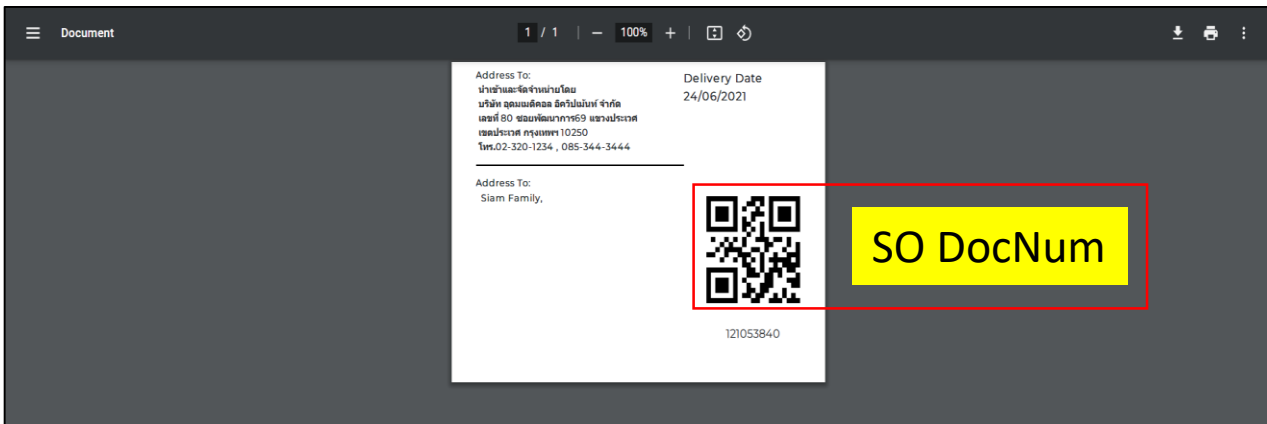 Document
1 / 1 | − 100% + |
Address To:
นำเข้าและจัดจำหน่ายโดย
บริษัท อุดมเมดิคอล อีควิปเม้นท์ จำกัด
เลขที่ 80 ซอยพัฒนาการ69 แขวงประเวศ
เขตประเวศ กรุงเทพฯ 10250
โทร.02-320-1234 , 085-344-3444
Delivery Date
24/06/2021
Address To:
Siam Family,
SO DocNum
121053840